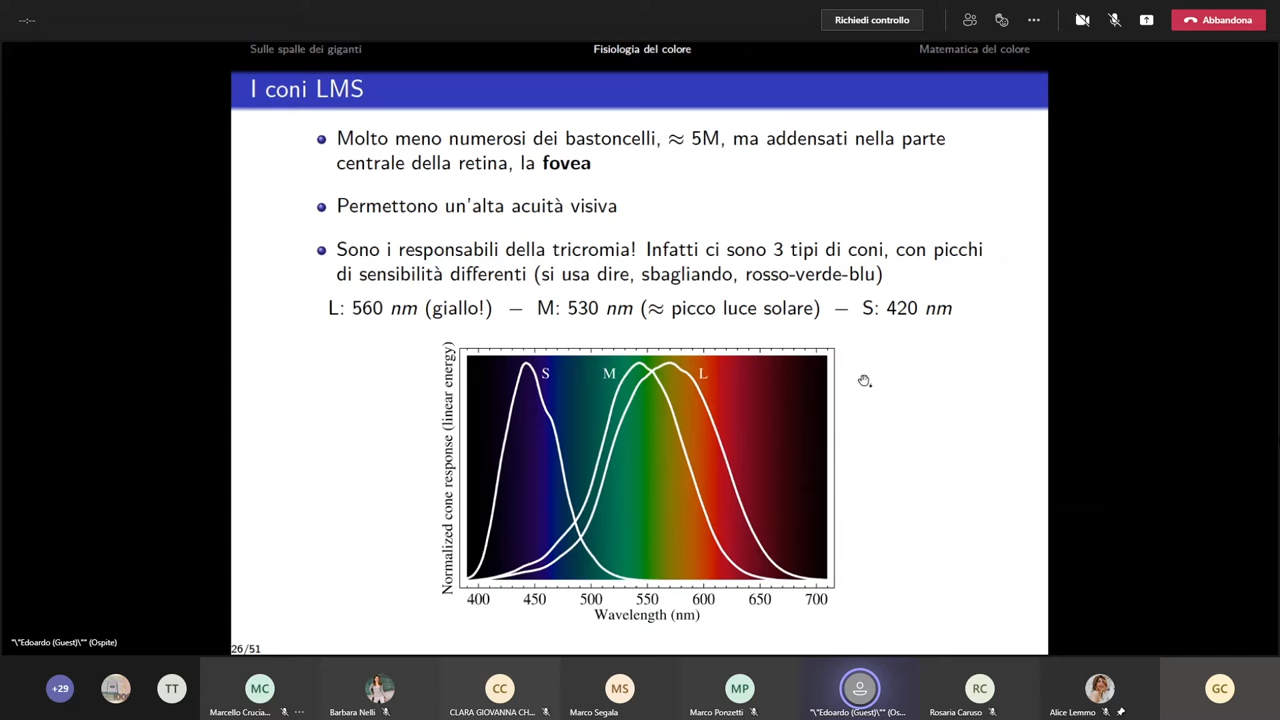 --:--
Richiedi controllo
Abbandona
Sulle spalle dei giganti
Fisiologia del colore
Matematica del colore
I coni LMS
Molto meno numerosi dei bastoncelli, ≈ 5M, ma addensati nella parte
centrale della retina, la fovea
Permettono un'alta acuità visiva
Sono i responsabili della tricromia! Infatti ci sono 3 tipi di coni, con picchi
di sensibilità differenti (si usa dire, sbagliando, rosso-verde-blu)
L: 560 nm (giallo!) – M: 530 nm (≈ picco luce solare) – S: 420 nm
Normalized cone response (linear energy)
S
M
L
400 450 500 550 600 650 700
Wavelength (nm)
"\"Edoardo (Guest)\"" (Ospite)
26/51
+29
TT
MC
CC
MS
MP
RC
GC
Marcello Crucia...
Barbara Nelli
CLARA GIOVANNA CH...
Marco Segala
Marco Ponzetti
"\"Edoardo (Guest)\"" (Os...
Rosaria Caruso
Alice Lemmo